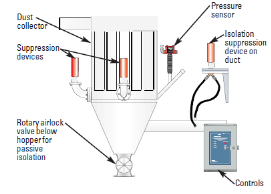 Dust
collector
Pressure
sensor
Suppression
devices
Isolation
suppression
device on
duct
Rotary airlock
valve below
hopper for
passive
isolation
Controls